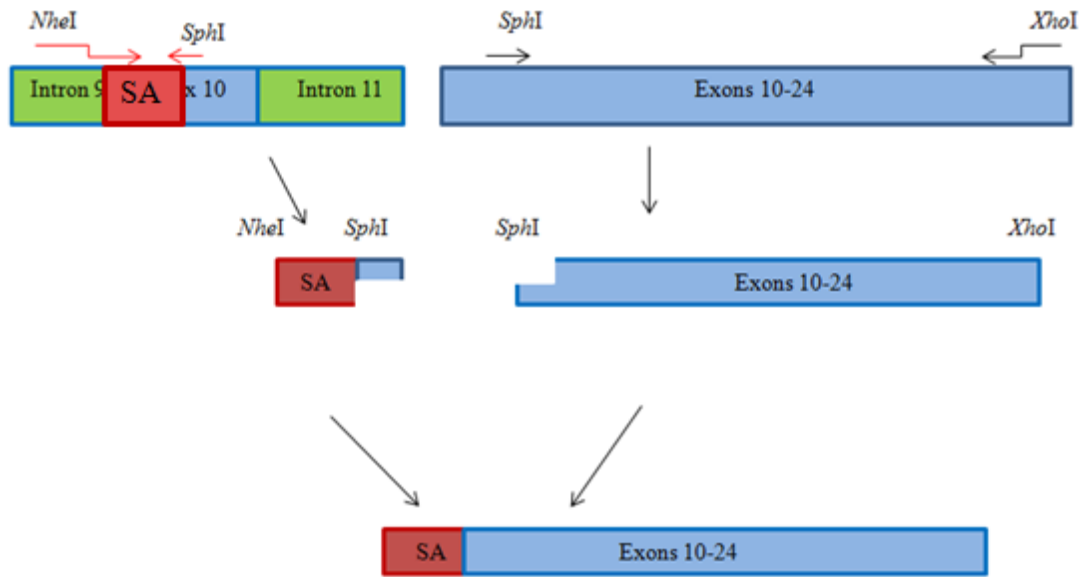 NheI
SphI
SphI
XhoI
Intron 9
SA
x 10
Intron 11
Exons 10-24
NheI
SphI
SphI
XhoI
SA
Exons 10-24
SA
Exons 10-24